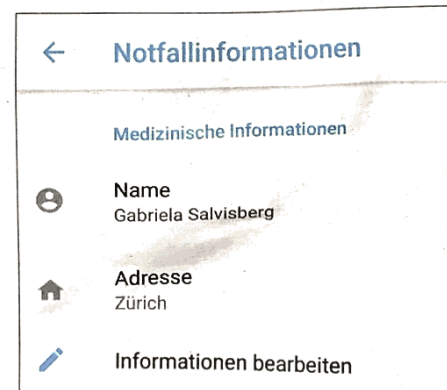 Notfallinformationen
Medizinische Informationen
Name
Gabriela Salvisberg
Adresse
Zürich
Informationen bearbeiten